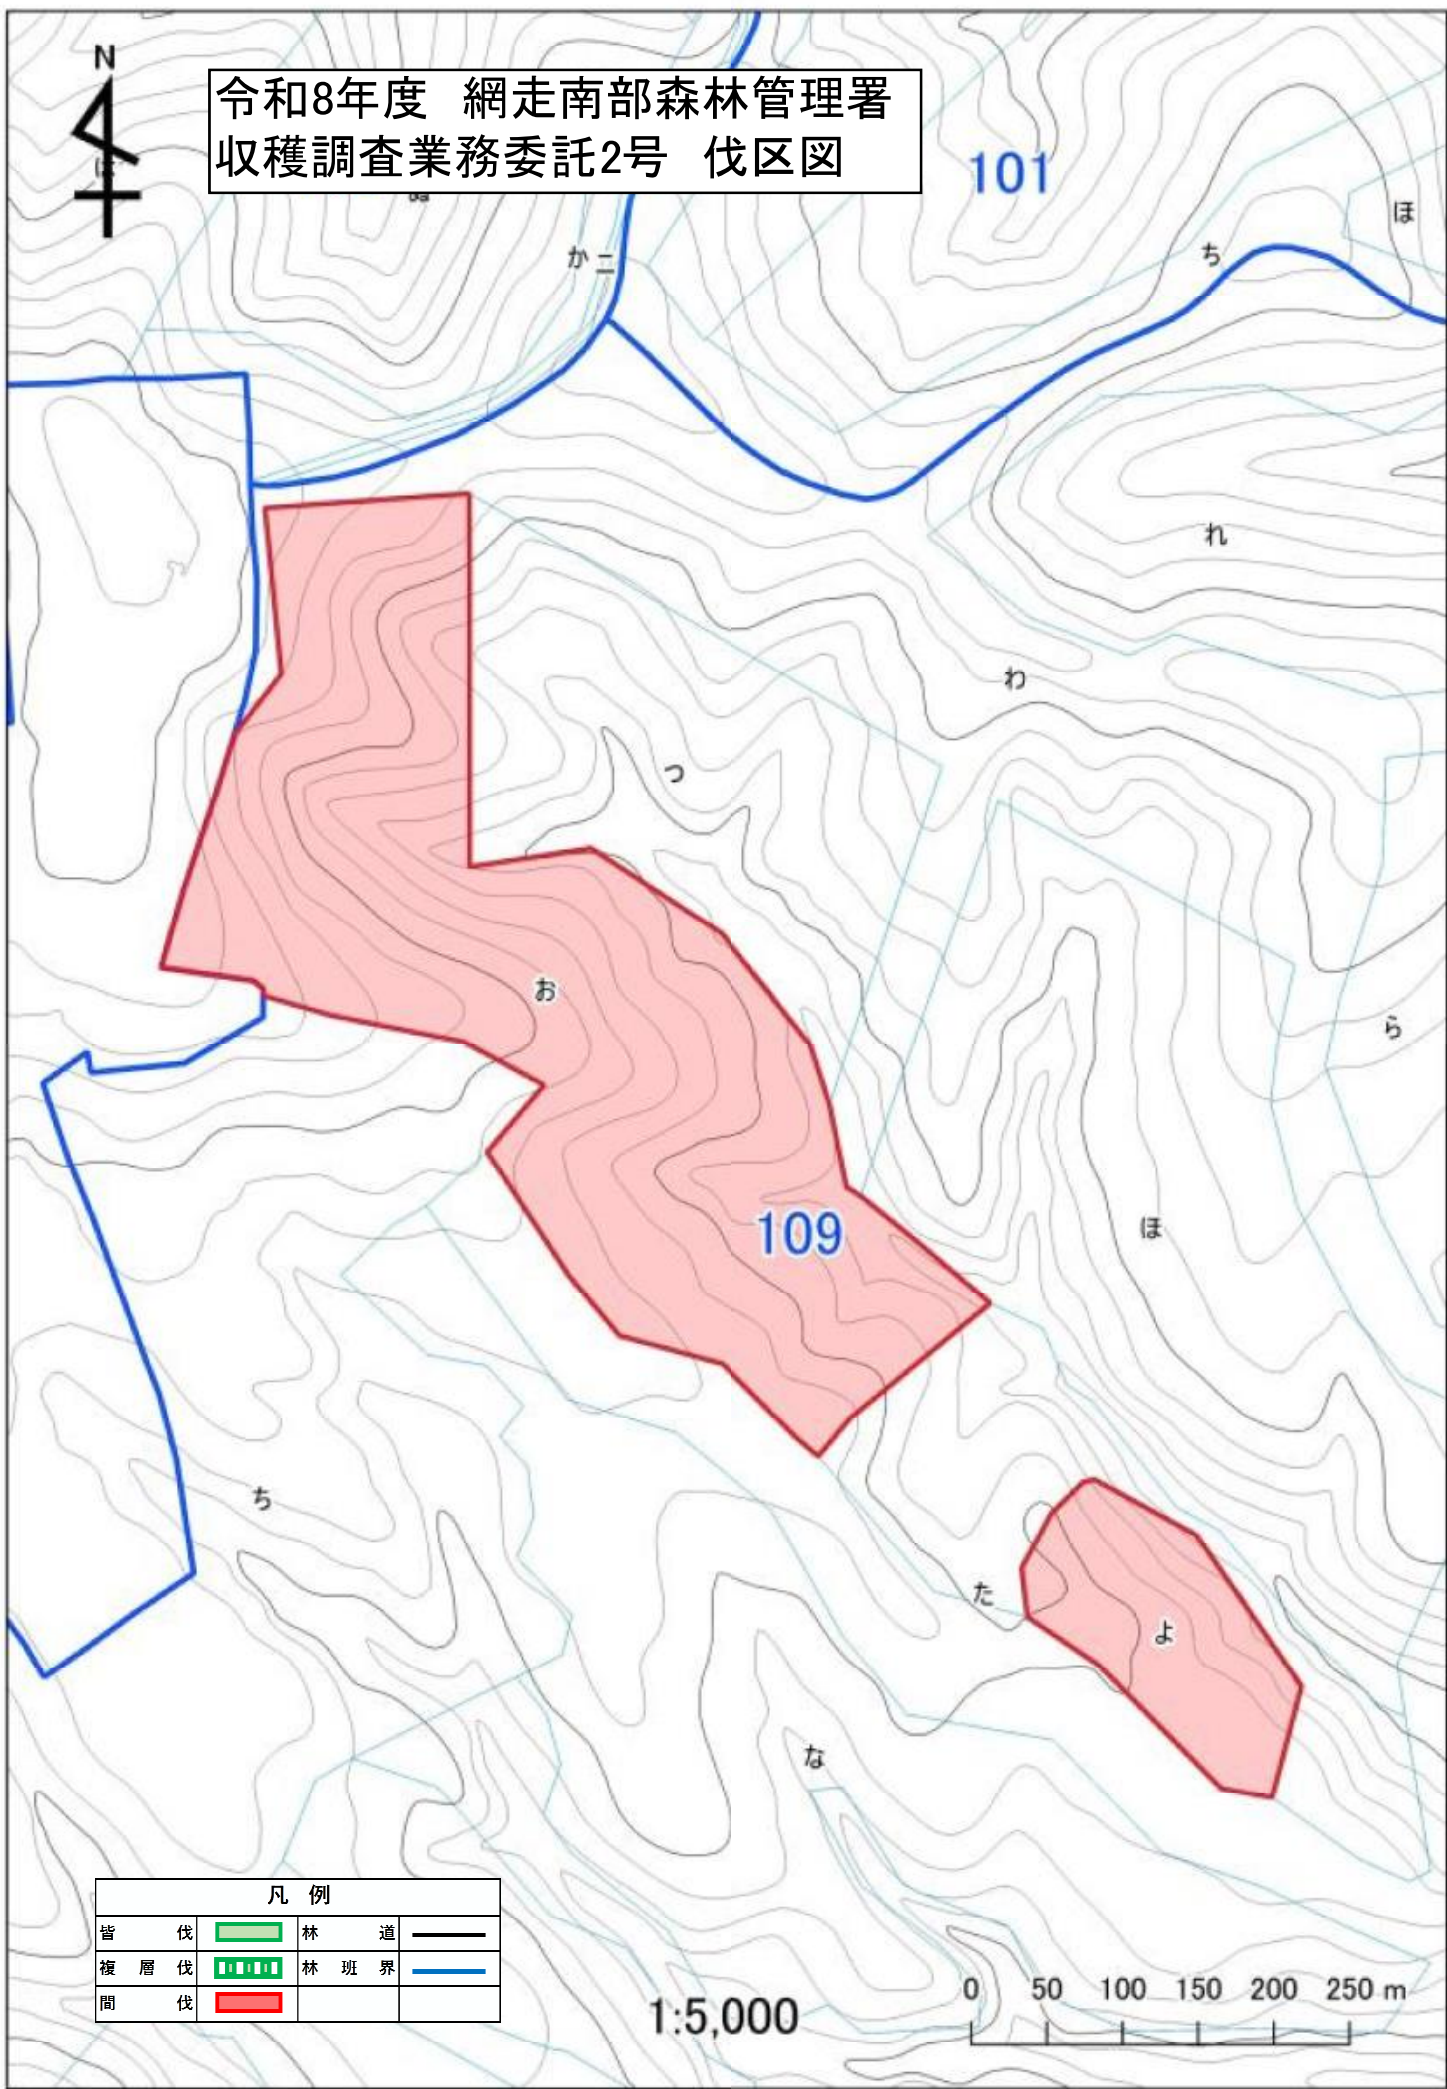 N
令和8年度　網走南部森林管理署
収穫調査業務委託2号　伐区図
101
ほ
ち
か ニ
れ
わ
つ
お
ら
109
ほ
ち
た
よ
な
凡 例
皆 伐 林 道
複 層 伐 林 班 界
間 伐
1:5,000
0 50 100 150 200 250 m